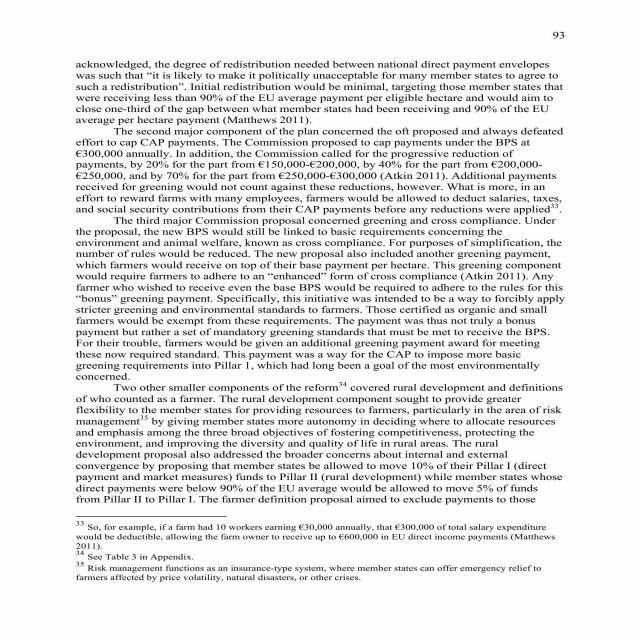 93
acknowledged, the degree of redistribution needed between national direct payment envelopes
was such that “it is likely to make it politically unacceptable for many member states to agree to
such a redistribution”. Initial redistribution would be minimal, targeting those member states that
were receiving less than 90% of the EU average payment per eligible hectare and would aim to
close one-third of the gap between what member states had been receiving and 90% of the EU
average per hectare payment (Matthews 2011).
The second major component of the plan concerned the oft proposed and always defeated
effort to cap CAP payments. The Commission proposed to cap payments under the BPS at
€300,000 annually. In addition, the Commission called for the progressive reduction of
payments, by 20% for the part from €150,000-€200,000, by 40% for the part from €200,000-
€250,000, and by 70% for the part from €250,000-€300,000 (Atkin 2011). Additional payments
received for greening would not count against these reductions, however. What is more, in an
effort to reward farms with many employees, farmers would be allowed to deduct salaries, taxes,
and social security contributions from their CAP payments before any reductions were applied33.
The third major Commission proposal concerned greening and cross compliance. Under
the proposal, the new BPS would still be linked to basic requirements concerning the
environment and animal welfare, known as cross compliance. For purposes of simplification, the
number of rules would be reduced. The new proposal also included another greening payment,
which farmers would receive on top of their base payment per hectare. This greening component
would require farmers to adhere to an “enhanced” form of cross compliance (Atkin 2011). Any
farmer who wished to receive even the base BPS would be required to adhere to the rules for this
“bonus” greening payment. Specifically, this initiative was intended to be a way to forcibly apply
stricter greening and environmental standards to farmers. Those certified as organic and small
farmers would be exempt from these requirements. The payment was thus not truly a bonus
payment but rather a set of mandatory greening standards that must be met to receive the BPS.
For their trouble, farmers would be given an additional greening payment award for meeting
these now required standard. This payment was a way for the CAP to impose more basic
greening requirements into Pillar 1, which had long been a goal of the most environmentally
concerned.
Two other smaller components of the reform34 covered rural development and definitions
of who counted as a farmer. The rural development component sought to provide greater
flexibility to the member states for providing resources to farmers, particularly in the area of risk
management35 by giving member states more autonomy in deciding where to allocate resources
and emphasis among the three broad objectives of fostering competitiveness, protecting the
environment, and improving the diversity and quality of life in rural areas. The rural
development proposal also addressed the broader concerns about internal and external
convergence by proposing that member states be allowed to move 10% of their Pillar I (direct
payment and market measures) funds to Pillar II (rural development) while member states whose
direct payments were below 90% of the EU average would be allowed to move 5% of funds
from Pillar II to Pillar I. The farmer definition proposal aimed to exclude payments to those
33 So, for example, if a farm had 10 workers earning €30,000 annually, that €300,000 of total salary expenditure
would be deductible, allowing the farm owner to receive up to €600,000 in EU direct income payments (Matthews
2011).
34 See Table 3 in Appendix.
35 Risk management functions as an insurance-type system, where member states can offer emergency relief to
farmers affected by price volatility, natural disasters, or other crises.